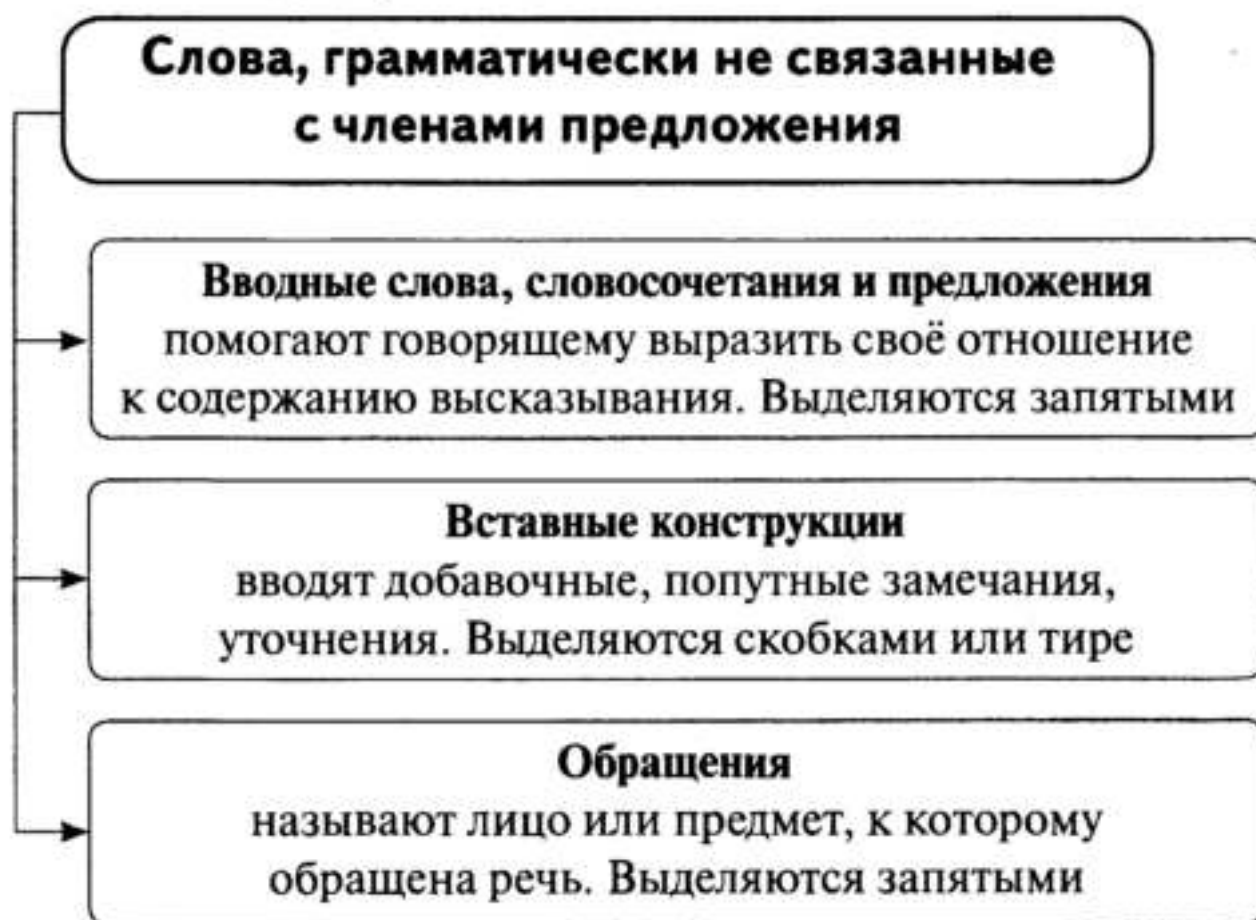 Слова, грамматически не связанные
с членами предложения
Вводные слова, словосочетания и предложения
помогают говорящему выразить своё отношение
к содержанию высказывания. Выделяются запятыми
Вставные конструкции
вводят добавочные, попутные замечания,
уточнения. Выделяются скобками или тире
Обращения
называют лицо или предмет, к которому
обращена речь. Выделяются запятыми